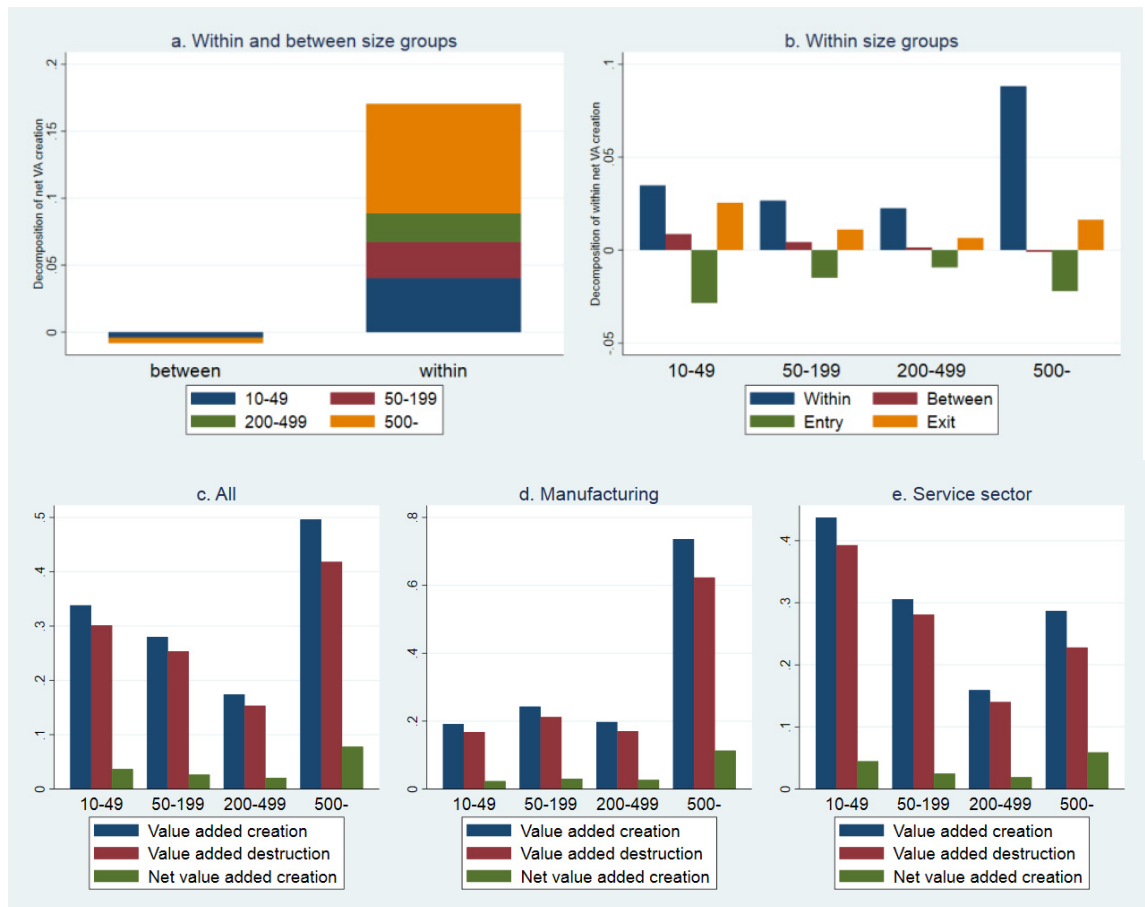 a. Within and between size groups
Decomposition of net VA creation
.2
.15
.1
.05
0
between within
10-49 50-199
200-499 500-
b. Within size groups
Decomposition of within net VA creation
.1
.05
0
-.05
10-49 50-199 200-499 500-
Within Between
Entry Exit
c. All
.5
.4
.3
.2
.1
0
10-49 50-199 200-499 500-
Value added creation
Value added destruction
Net value added creation
d. Manufacturing
.8
.6
.4
.2
0
10-49 50-199 200-499 500-
Value added creation
Value added destruction
Net value added creation
e. Service sector
.4
.3
.2
.1
0
10-49 50-199 200-499 500-
Value added creation
Value added destruction
Net value added creation